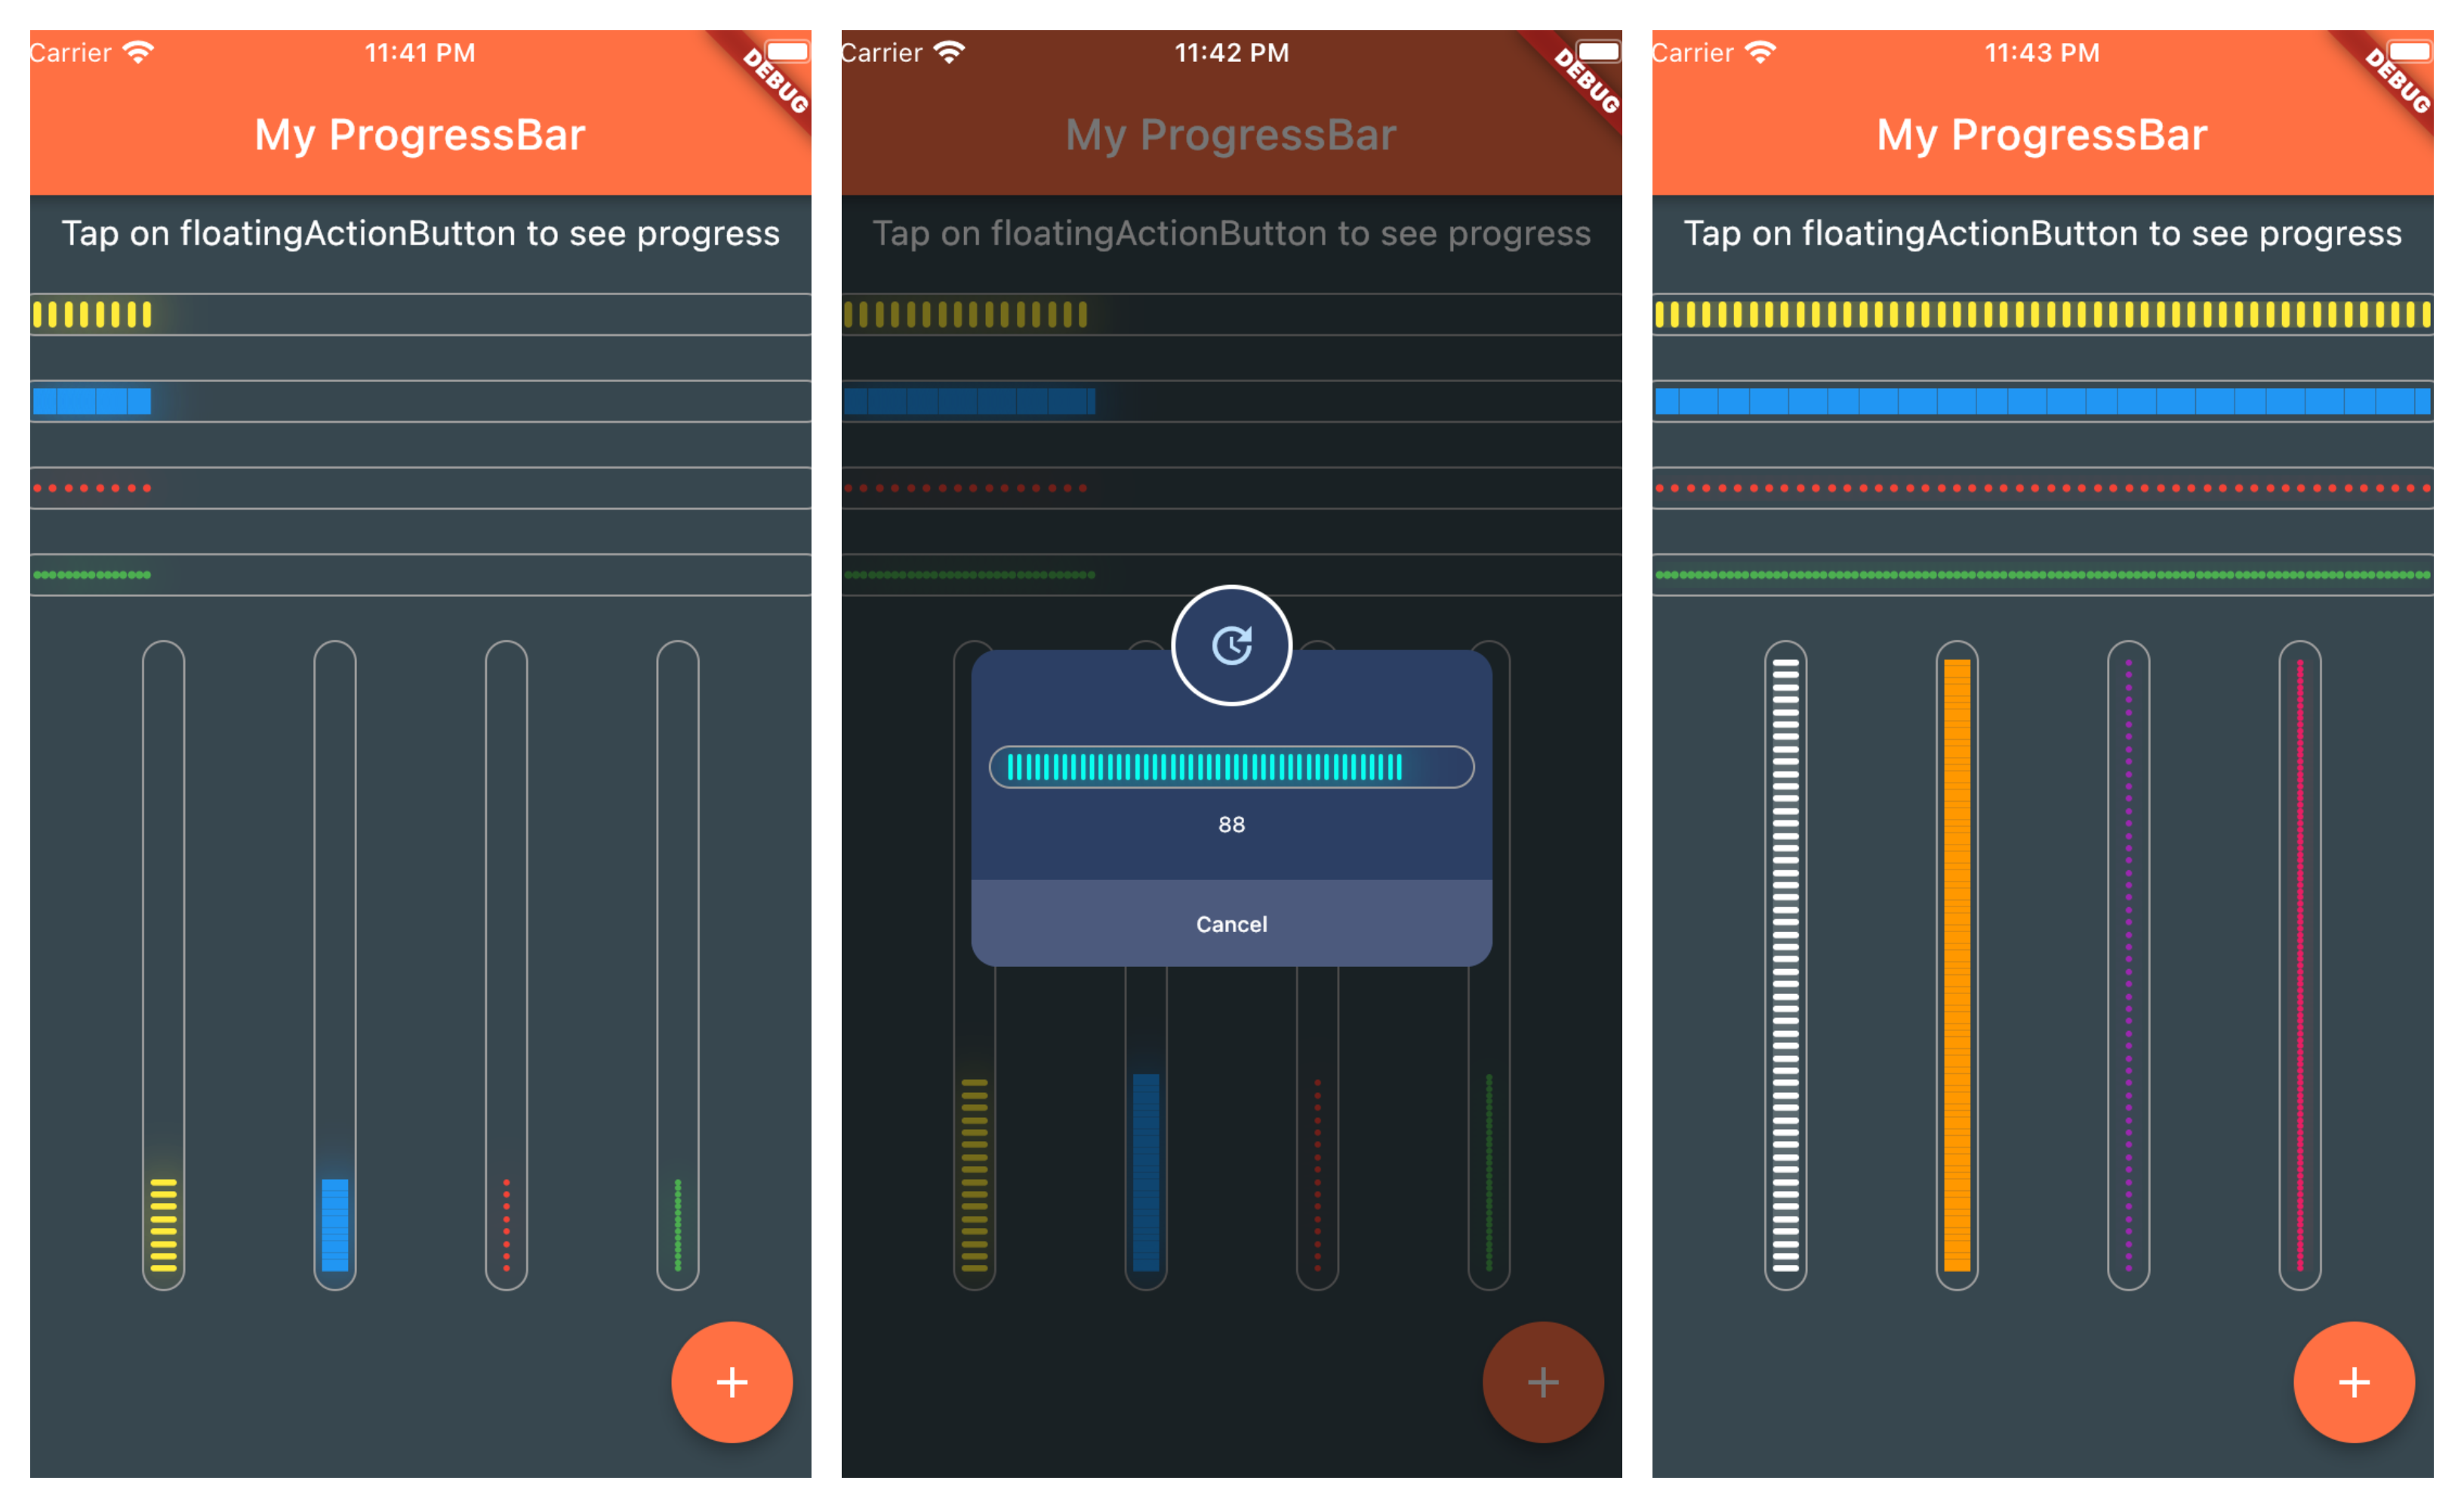 Carrier 11:41 PM
DEBUG
My ProgressBar
Tap on floatingActionButton to see progress
Carrier 11:42 PM
DEBUG
My ProgressBar
Tap on floatingActionButton to see progress
88
Cancel
Carrier 11:43 PM
DEBUG
My ProgressBar
Tap on floatingActionButton to see progress